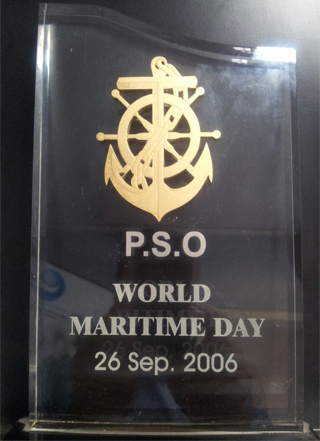 P.S.O
WORLD
MARITIME DAY
26 Sep. 2006